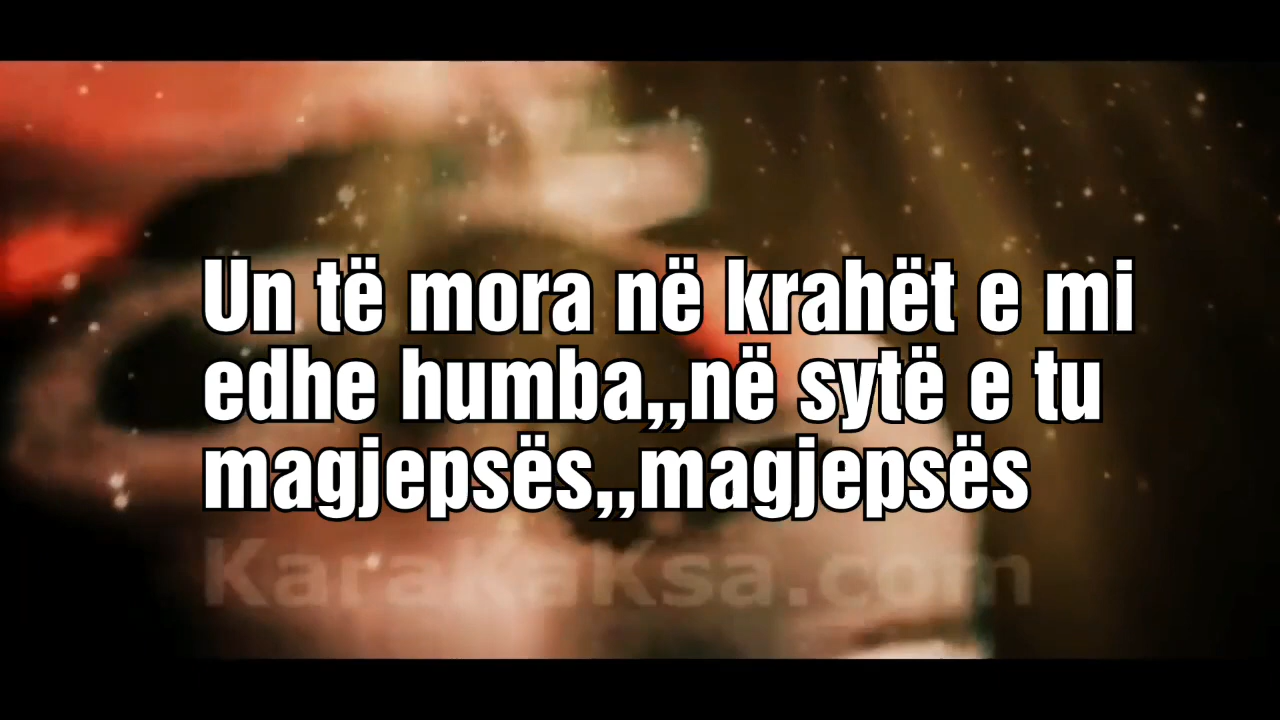 Un të mora në krahët e mi
edhe humba,,në sytë e tu
magjepsës,,magjepsës
KaraKaKsa.com